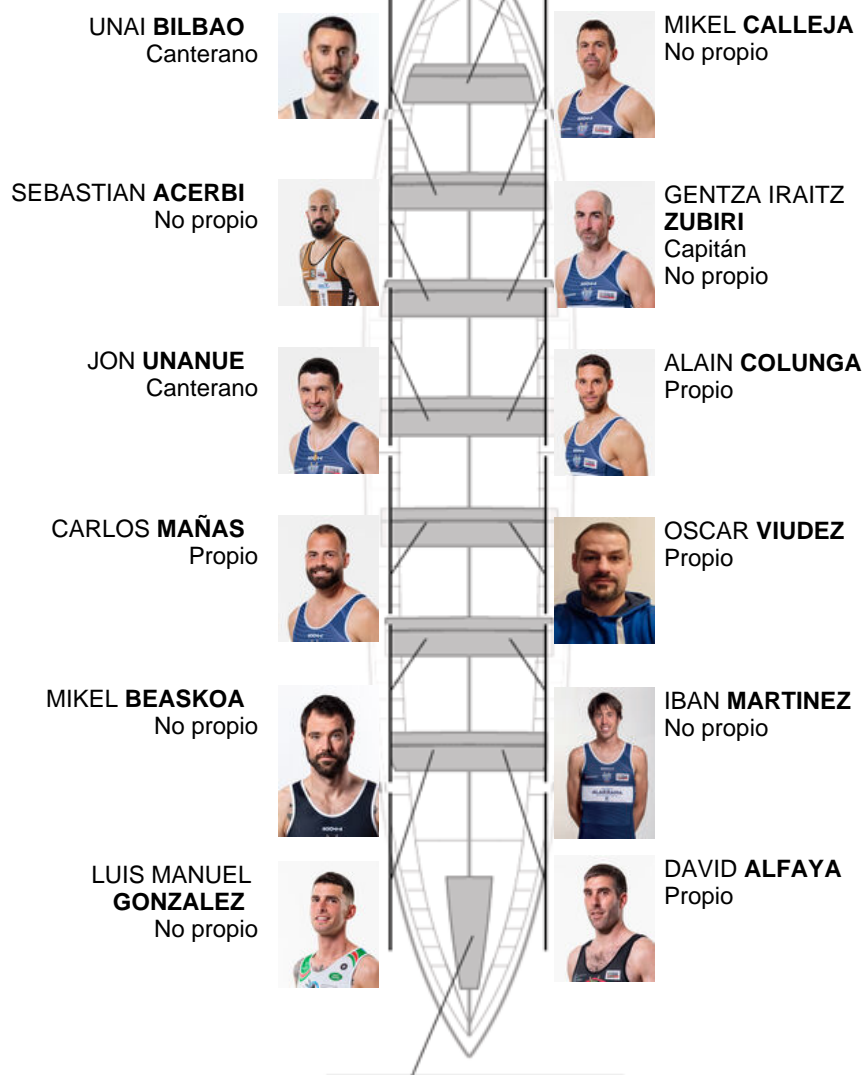 UNAI BILBAO
Canterano
MIKEL CALLEJA
No propio
SEBASTIAN ACERBI
No propio
GENTZA IRAITZ
ZUBIRI
Capitán
No propio
JON UNANUE
Canterano
ALAIN COLUNGA
Propio
CARLOS MAÑAS
Propio
OSCAR VIUDEZ
Propio
MIKEL BEASKOA
No propio
IBAN MARTINEZ
No propio
LUIS MANUEL
GONZALEZ
No propio
DAVID ALFAYA
Propio